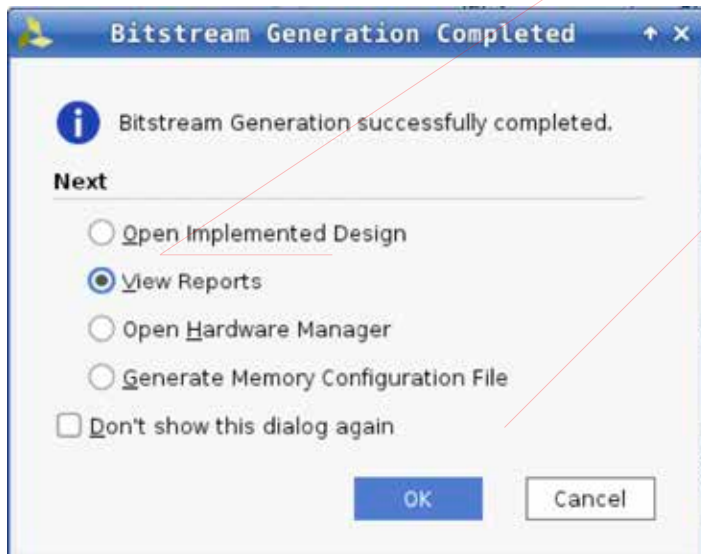 Bitstream Generation Completed
Bitstream Generation successfully completed.
Next
Open Implemented Design
View Reports
Open Hardware Manager
Generate Memory Configuration File
Don't show this dialog again
OK Cancel